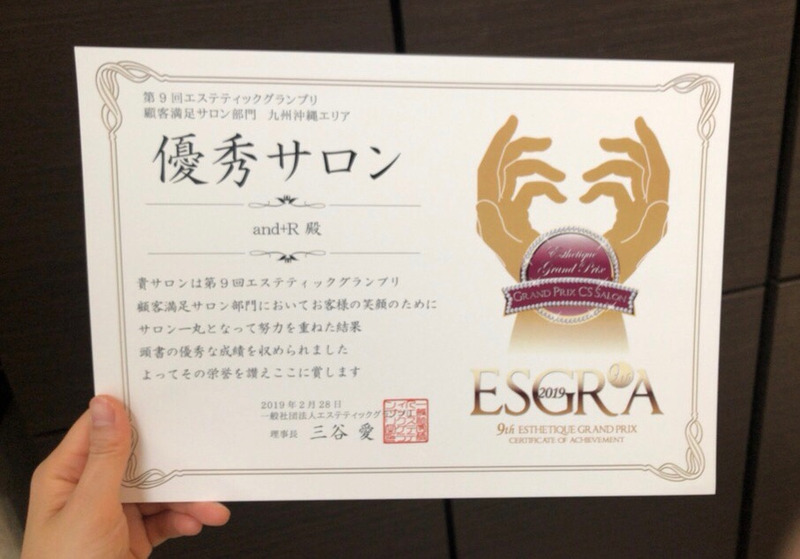 第9回エステティックグランプリ
顧客満足サロン部門 九州沖縄エリア
優秀サロン
and+R 殿
貴サロンは第9回エステティックグランプリ
顧客満足サロン部門においてお客様の笑顔のために
サロン一丸となって努力を重ねた結果
頭書の優秀な成績を収められました
よってその栄誉を讃えここに賞します
2019年2月28日
一般社団法人エステティックグランプリ
理事長 三谷 愛
Esthetique
Grand Prix
GRAND PRIX CS SALON
ESGRA
2019
9th
9th ESTHETIQUE GRAND PRIX
CERTIFICATE OF ACHIEVEMENT